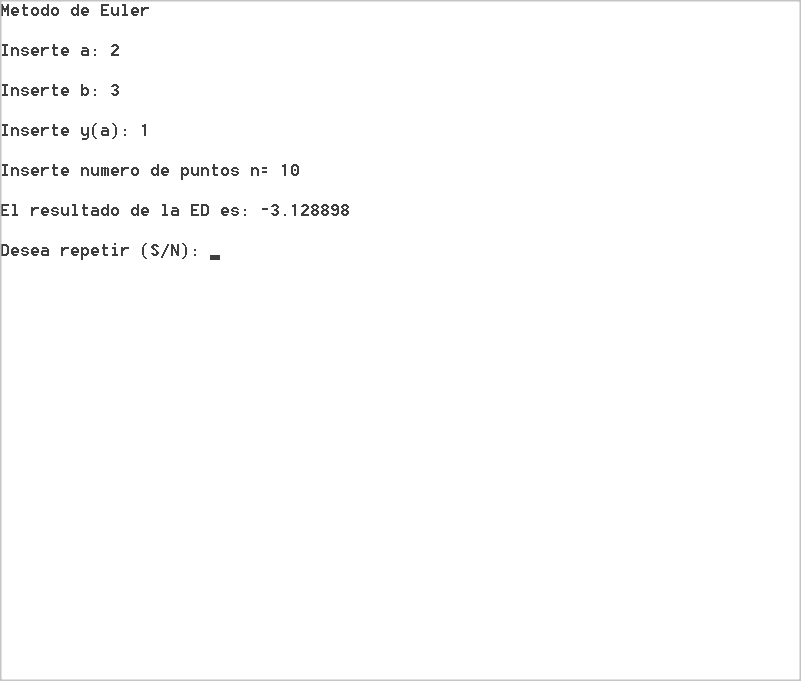 Metodo de Euler
Inserte a: 2
Inserte b: 3
Inserte y(a): 1
Inserte numero de puntos n= 10
El resultado de la ED es: -3.128898
Desea repetir (S/N): _